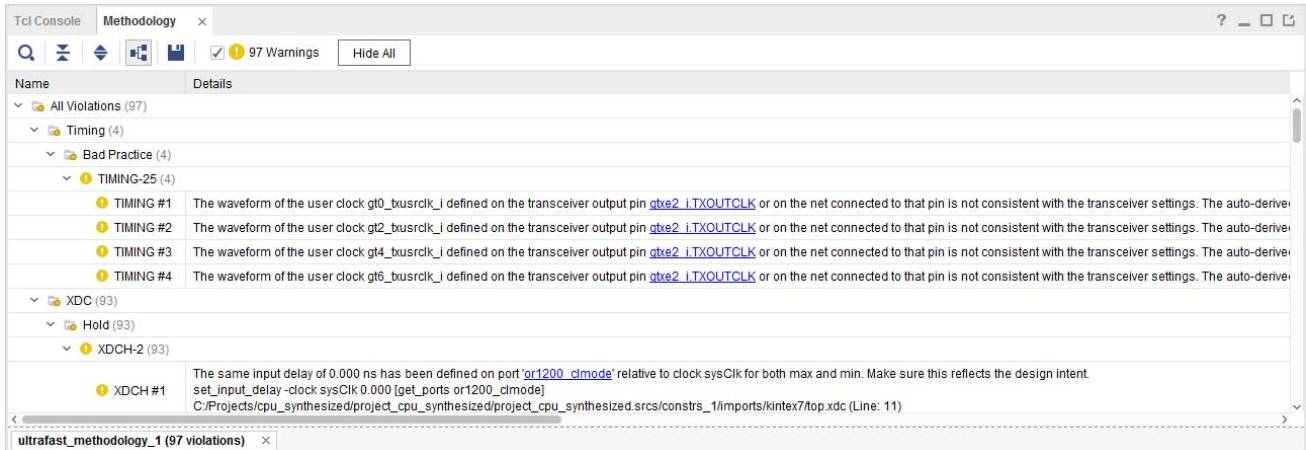 Tcl Console Methodology × ?
97 Warnings Hide All
Name Details
All Violations (97)
Timing (4)
Bad Practice (4)
TIMING-25 (4)
TIMING #1 The waveform of the user clock gt0_txusrclk_i defined on the transceiver output pin gtxe2_i.TXOUTCLK or on the net connected to that pin is not consistent with the transceiver settings. The auto-derive
TIMING #2 The waveform of the user clock gt2_txusrclk_i defined on the transceiver output pin gtxe2_i.TXOUTCLK or on the net connected to that pin is not consistent with the transceiver settings. The auto-derive
TIMING #3 The waveform of the user clock gt4_txusrclk_i defined on the transceiver output pin gtxe2_i.TXOUTCLK or on the net connected to that pin is not consistent with the transceiver settings. The auto-derive
TIMING #4 The waveform of the user clock gt6_txusrclk_i defined on the transceiver output pin gtxe2_i.TXOUTCLK or on the net connected to that pin is not consistent with the transceiver settings. The auto-derive
XDC (93)
Hold (93)
XDCH-2 (93)
The same input delay of 0.000 ns has been defined on port 'or1200_clmode' relative to clock sysClk for both max and min. Make sure this reflects the design intent.
XDCH #1 set_input_delay -clock sysClk 0.000 [get_ports or1200_clmode]
C:/Projects/cpu_synthesized/project_cpu_synthesized/project_cpu_synthesized.srcs/constrs_1/imports/kintex7/top.xdc (Line: 11)
ultrafast_methodology_1 (97 violations) ×